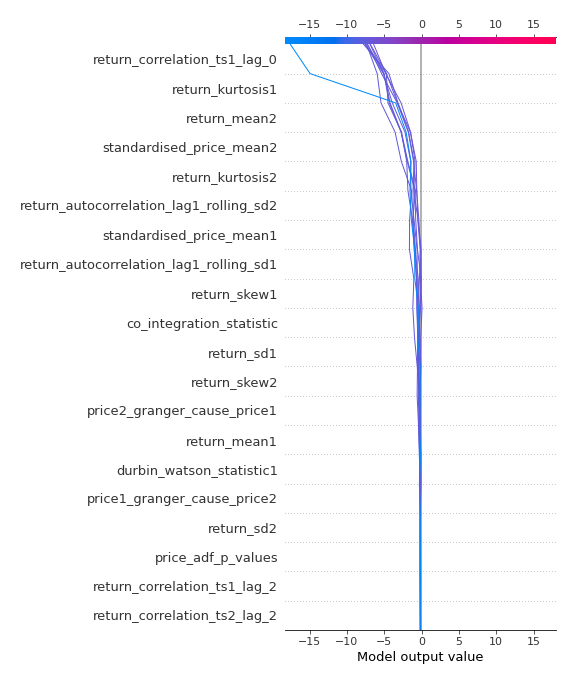 −15 −10 −5 0 5 10 15
return_correlation_ts1_lag_0
return_kurtosis1
return_mean2
standardised_price_mean2
return_kurtosis2
return_autocorrelation_lag1_rolling_sd2
standardised_price_mean1
return_autocorrelation_lag1_rolling_sd1
return_skew1
co_integration_statistic
return_sd1
return_skew2
price2_granger_cause_price1
return_mean1
durbin_watson_statistic1
price1_granger_cause_price2
return_sd2
price_adf_p_values
return_correlation_ts1_lag_2
return_correlation_ts2_lag_2
−15 −10 −5 0 5 10 15
Model output value